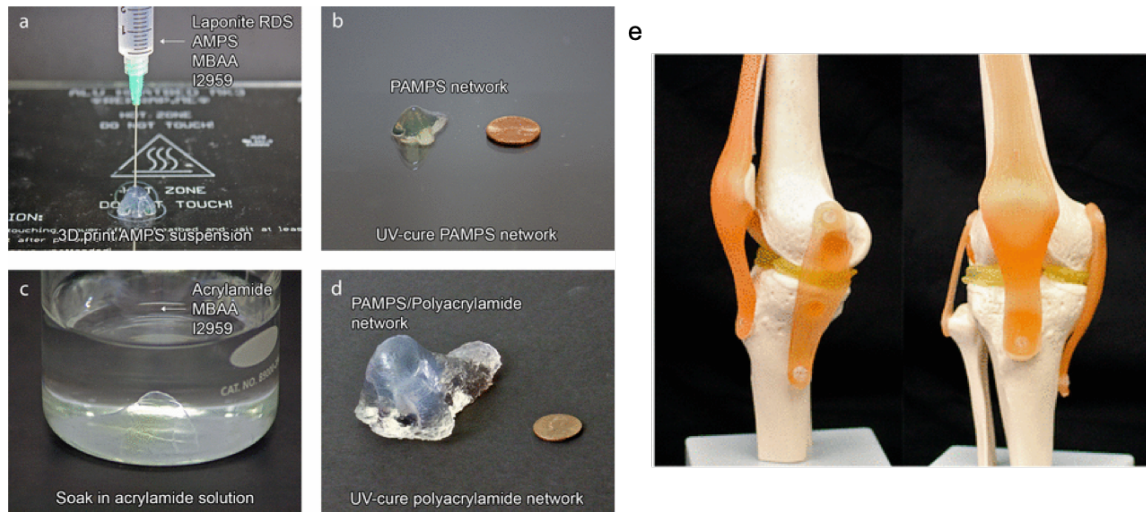 a
Laponite RDS
AMPS
MBAA
I2959
HOT ZONE
DO NOT TOUCH!
ZONE
TOUCH!
3D print AMPS suspension
b
PAMPS network
UV-cure PAMPS network
c
Acrylamide
MBAA
I2959
CAT. NO.
Soak in acrylamide solution
d
PAMPS/Polyacrylamide
network
UV-cure polyacrylamide network
e